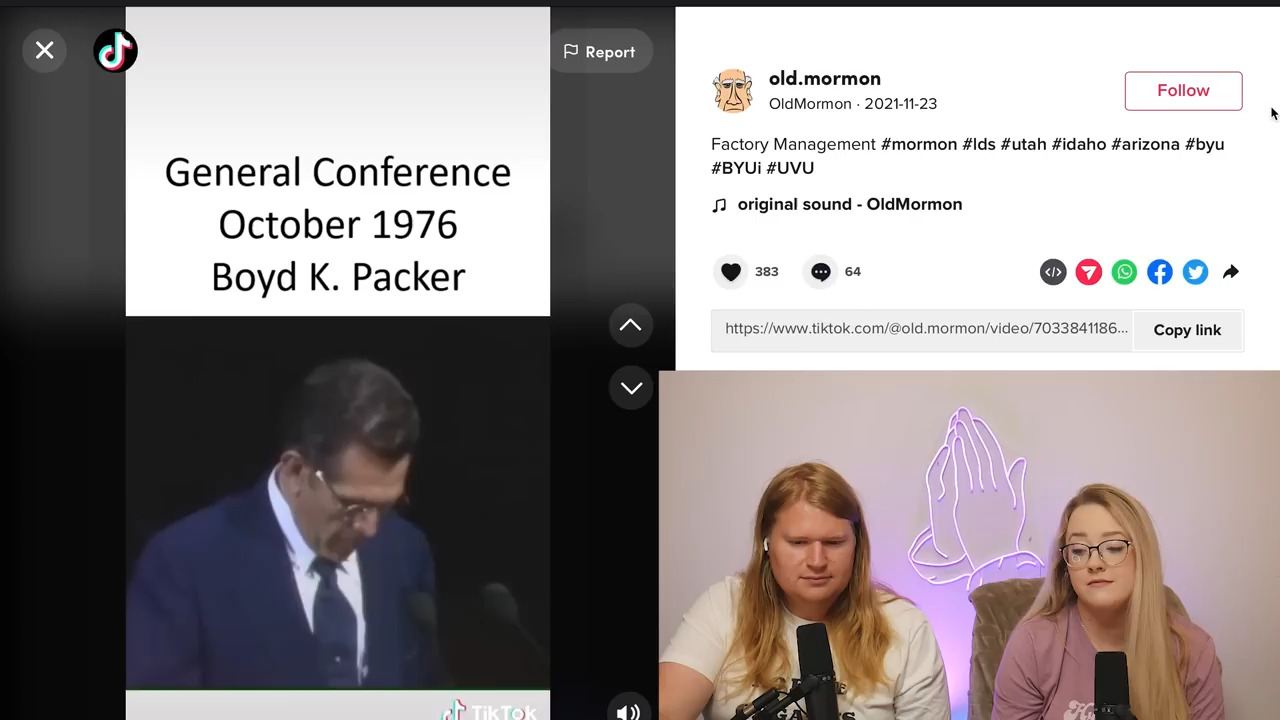 Report
General Conference
October 1976
Boyd K. Packer
TikTok
old.mormon
OldMormon · 2021-11-23
Follow
Factory Management #mormon #lds #utah #idaho #arizona #byu
#BYUi #UVU
original sound - OldMormon
383
64
https://www.tiktok.com/@old.mormon/video/7033841186...
Copy link